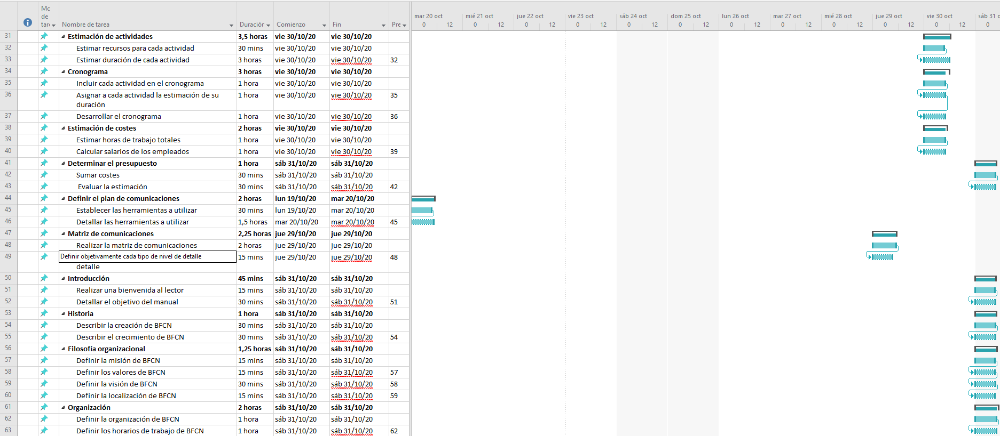 Mc
de
tar
Nombre de tarea
Duración
Comienzo
Fin
Pre
mar 20 oct
mié 21 oct
jue 22 oct
vie 23 oct
sáb 24 oct
dom 25 oct
lun 26 oct
mar 27 oct
mié 28 oct
jue 29 oct
vie 30 oct
sáb 31 o
0 12 0 12 0 12 0 12 0 12 0 12 0 12 0 12 0 12 0 12 0 12 0
31 Estimación de actividades 3,5 horas vie 30/10/20 vie 30/10/20
32 Estimar recursos para cada actividad 30 mins vie 30/10/20 vie 30/10/20
33 Estimar duración de cada actividad 3 horas vie 30/10/20 vie 30/10/20 32
34 Cronograma 3 horas vie 30/10/20 vie 30/10/20
35 Incluir cada actividad en el cronograma 1 hora vie 30/10/20 vie 30/10/20
36 Asignar a cada actividad la estimación de su 1 hora vie 30/10/20 vie 30/10/20 35
duración
37 Desarrollar el cronograma 1 hora vie 30/10/20 vie 30/10/20 36
38 Estimación de costes 2 horas vie 30/10/20 vie 30/10/20
39 Estimar horas de trabajo totales 1 hora vie 30/10/20 vie 30/10/20
40 Calcular salarios de los empleados 1 hora vie 30/10/20 vie 30/10/20 39
41 Determinar el presupuesto 1 hora sáb 31/10/20 sáb 31/10/20
42 Sumar costes 30 mins sáb 31/10/20 sáb 31/10/20
43 Evaluar la estimación 30 mins sáb 31/10/20 sáb 31/10/20 42
44 Definir el plan de comunicaciones 2 horas lun 19/10/20 mar 20/10/20
45 Establecer las herramientas a utilizar 30 mins lun 19/10/20 mar 20/10/20
46 Detallar las herramientas a utilizar 1,5 horas mar 20/10/20 mar 20/10/20 45
47 Matriz de comunicaciones 2,25 horas jue 29/10/20 jue 29/10/20
48 Realizar la matriz de comunicaciones 2 horas jue 29/10/20 jue 29/10/20
49 Definir objetivamente cada tipo de nivel de detalle 15 mins jue 29/10/20 jue 29/10/20 48
detalle
50 Introducción 45 mins sáb 31/10/20 sáb 31/10/20
51 Realizar una bienvenida al lector 15 mins sáb 31/10/20 sáb 31/10/20
52 Detallar el objetivo del manual 30 mins sáb 31/10/20 sáb 31/10/20 51
53 Historia 1 hora sáb 31/10/20 sáb 31/10/20
54 Describir la creación de BFCN 30 mins sáb 31/10/20 sáb 31/10/20
55 Describir el crecimiento de BFCN 30 mins sáb 31/10/20 sáb 31/10/20 54
56 Filosofía organizacional 1,25 horas sáb 31/10/20 sáb 31/10/20
57 Definir la misión de BFCN 15 mins sáb 31/10/20 sáb 31/10/20
58 Definir los valores de BFCN 15 mins sáb 31/10/20 sáb 31/10/20 57
59 Definir la visión de BFCN 30 mins sáb 31/10/20 sáb 31/10/20 58
60 Definir la localización de BFCN 15 mins sáb 31/10/20 sáb 31/10/20 59
61 Organización 2 horas sáb 31/10/20 sáb 31/10/20
62 Definir la organización de BFCN 1 hora sáb 31/10/20 sáb 31/10/20
63 Definir los horarios de trabajo de BFCN 1 hora sáb 31/10/20 sáb 31/10/20 62